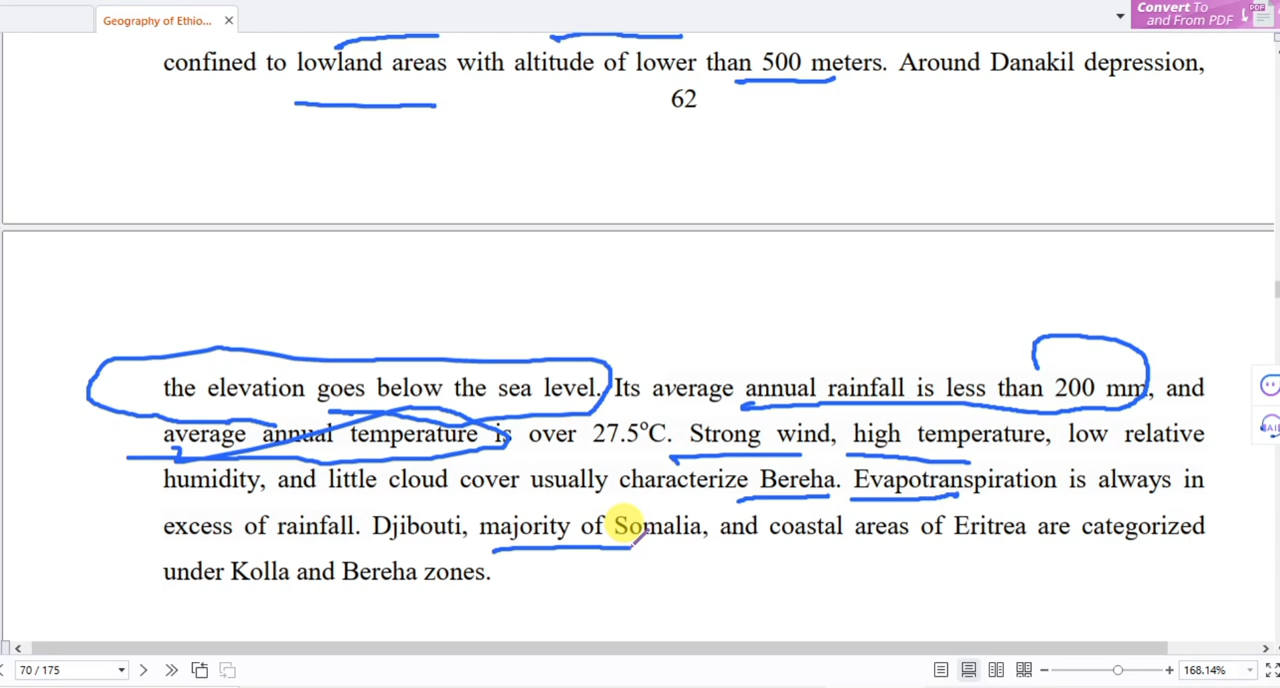 Geography of Ethio...
Convert To
and From PDF
PDF
confined to lowland areas with altitude of lower than 500 meters. Around Danakil depression,
62
the elevation goes below the sea level. Its average annual rainfall is less than 200 mm, and
average annual temperature is over 27.5°C. Strong wind, high temperature, low relative
humidity, and little cloud cover usually characterize Bereha. Evapotranspiration is always in
excess of rainfall. Djibouti, majority of Somalia, and coastal areas of Eritrea are categorized
under Kolla and Bereha zones.
AI
70 / 175
168.14%